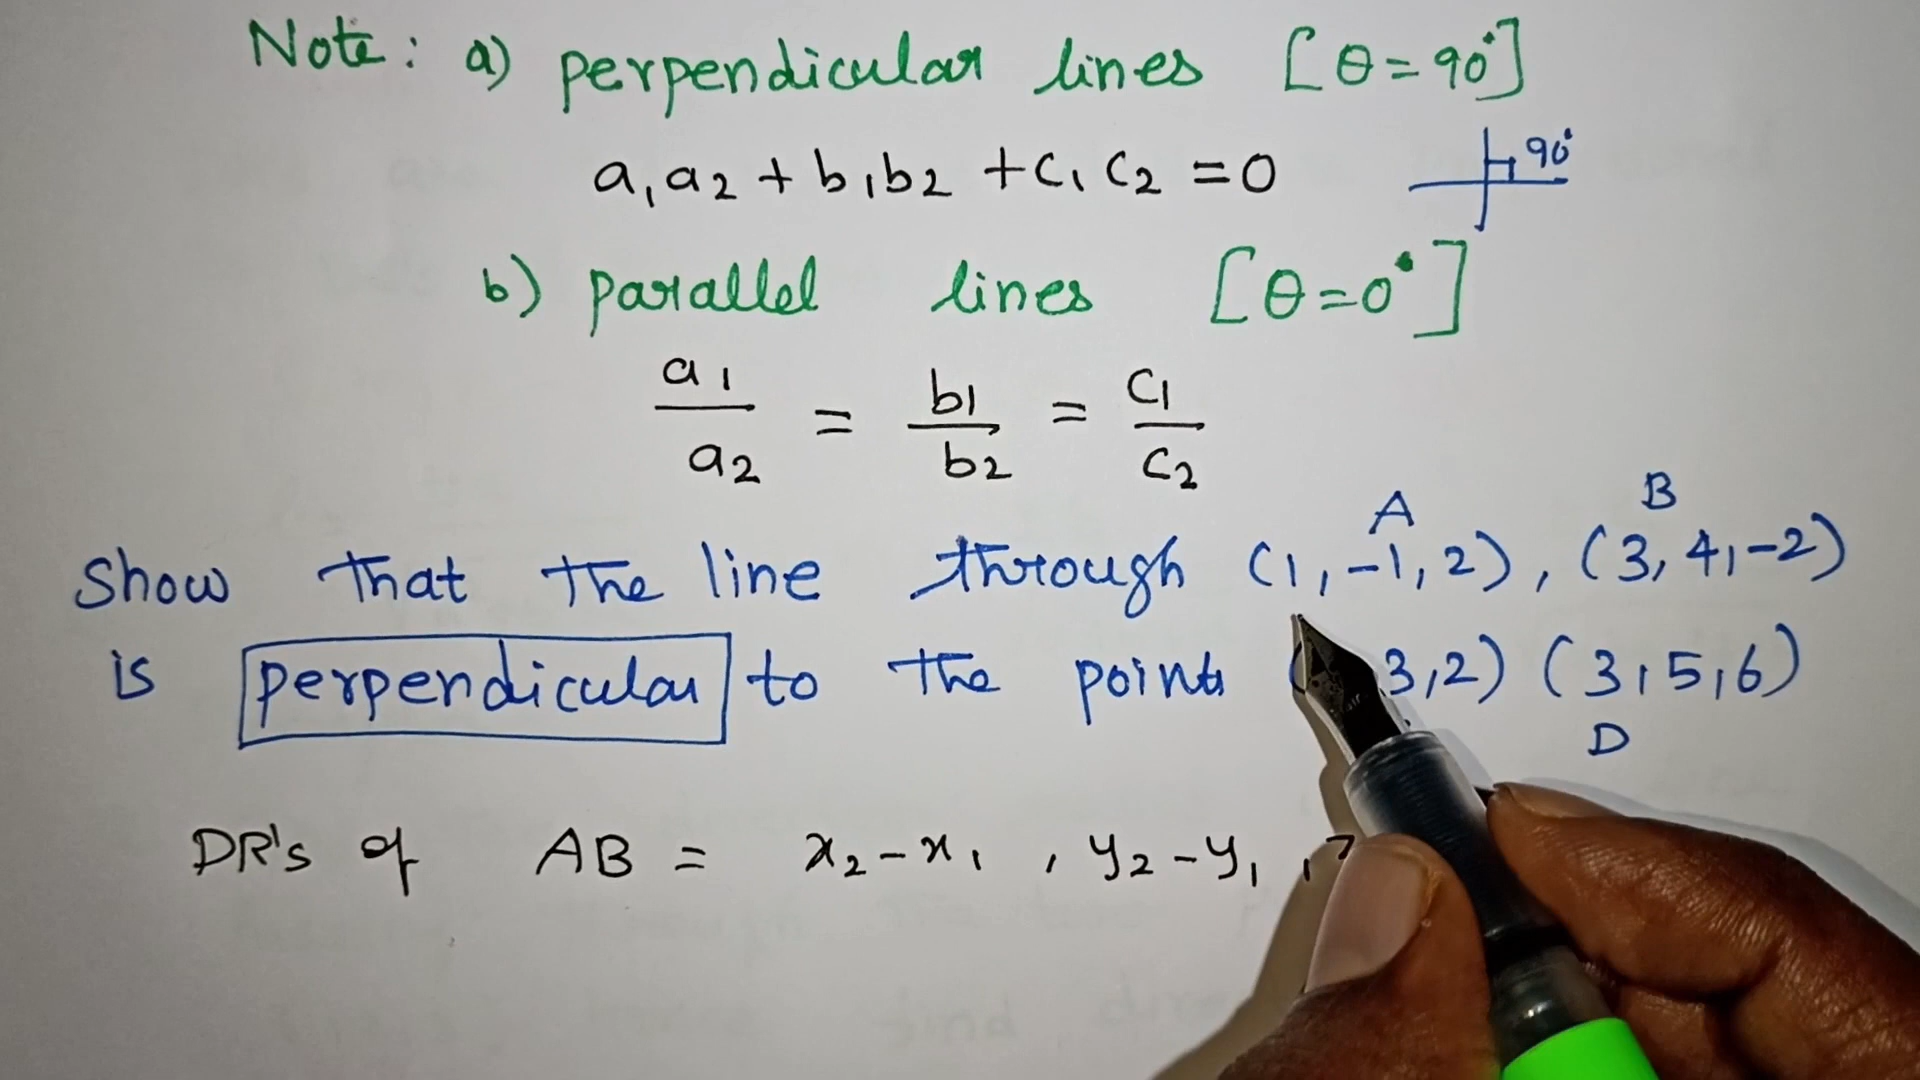 Note: a) perpendicular lines [θ=90°]
a₁a₂ + b₁b₂ + c₁c₂ = 0
90°
b) parallel lines [θ=0°]
a₁/a₂ = b₁/b₂ = c₁/c₂
A B
Show that the line through (1,-1,2), (3,4,-2)
is perpendicular to the points ( 3,2) (3,5,6)
D
DR's of AB = x₂-x₁ , y₂-y₁ ,